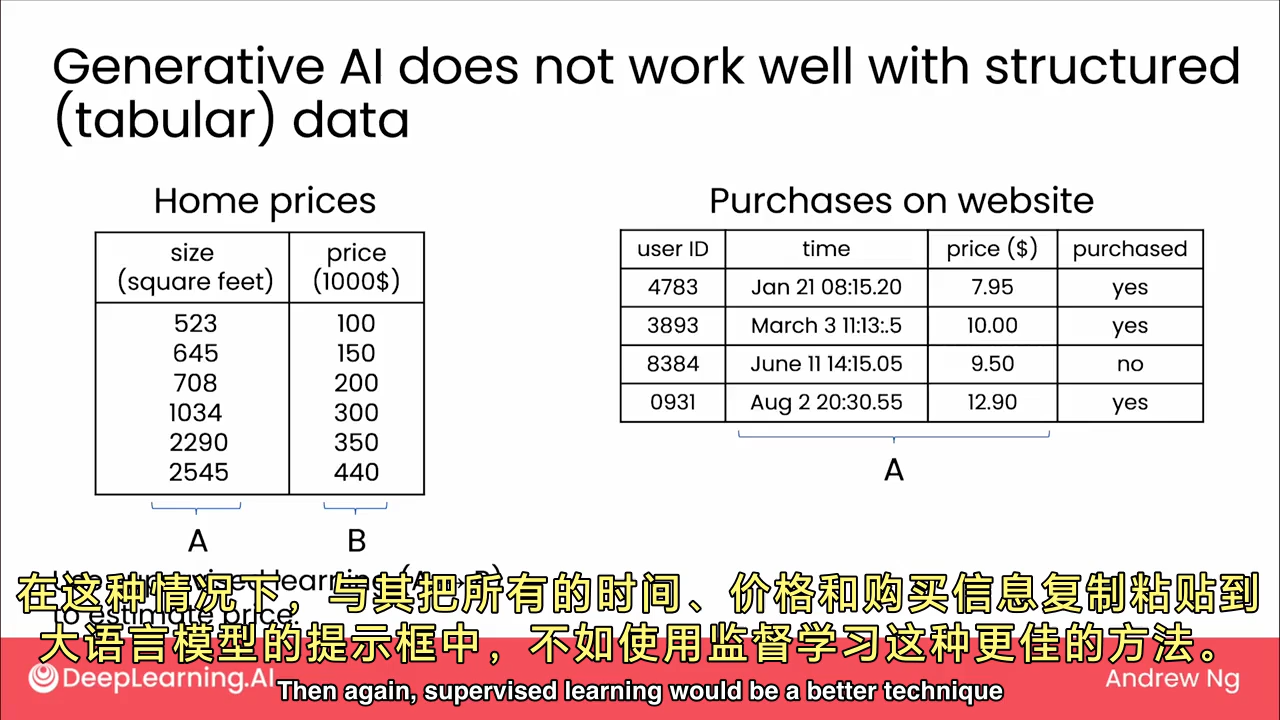 Generative AI does not work well with structured
(tabular) data
Home prices
size
(square feet)
price
(1000$)
523 100
645 150
708 200
1034 300
2290 350
2545 440
A B
Purchases on website
user ID time price ($) purchased
4783 Jan 21 08:15.20 7.95 yes
3893 March 3 11:13:.5 10.00 yes
8384 June 11 14:15.05 9.50 no
0931 Aug 2 20:30.55 12.90 yes
A
learning
to estimate price.
在这种情况下，与其把所有的时间、价格和购买信息复制粘贴到
大语言模型的提示框中，不如使用监督学习这种更佳的方法。
DeepLearning.AI
Then again, supervised learning would be a better technique
Andrew Ng